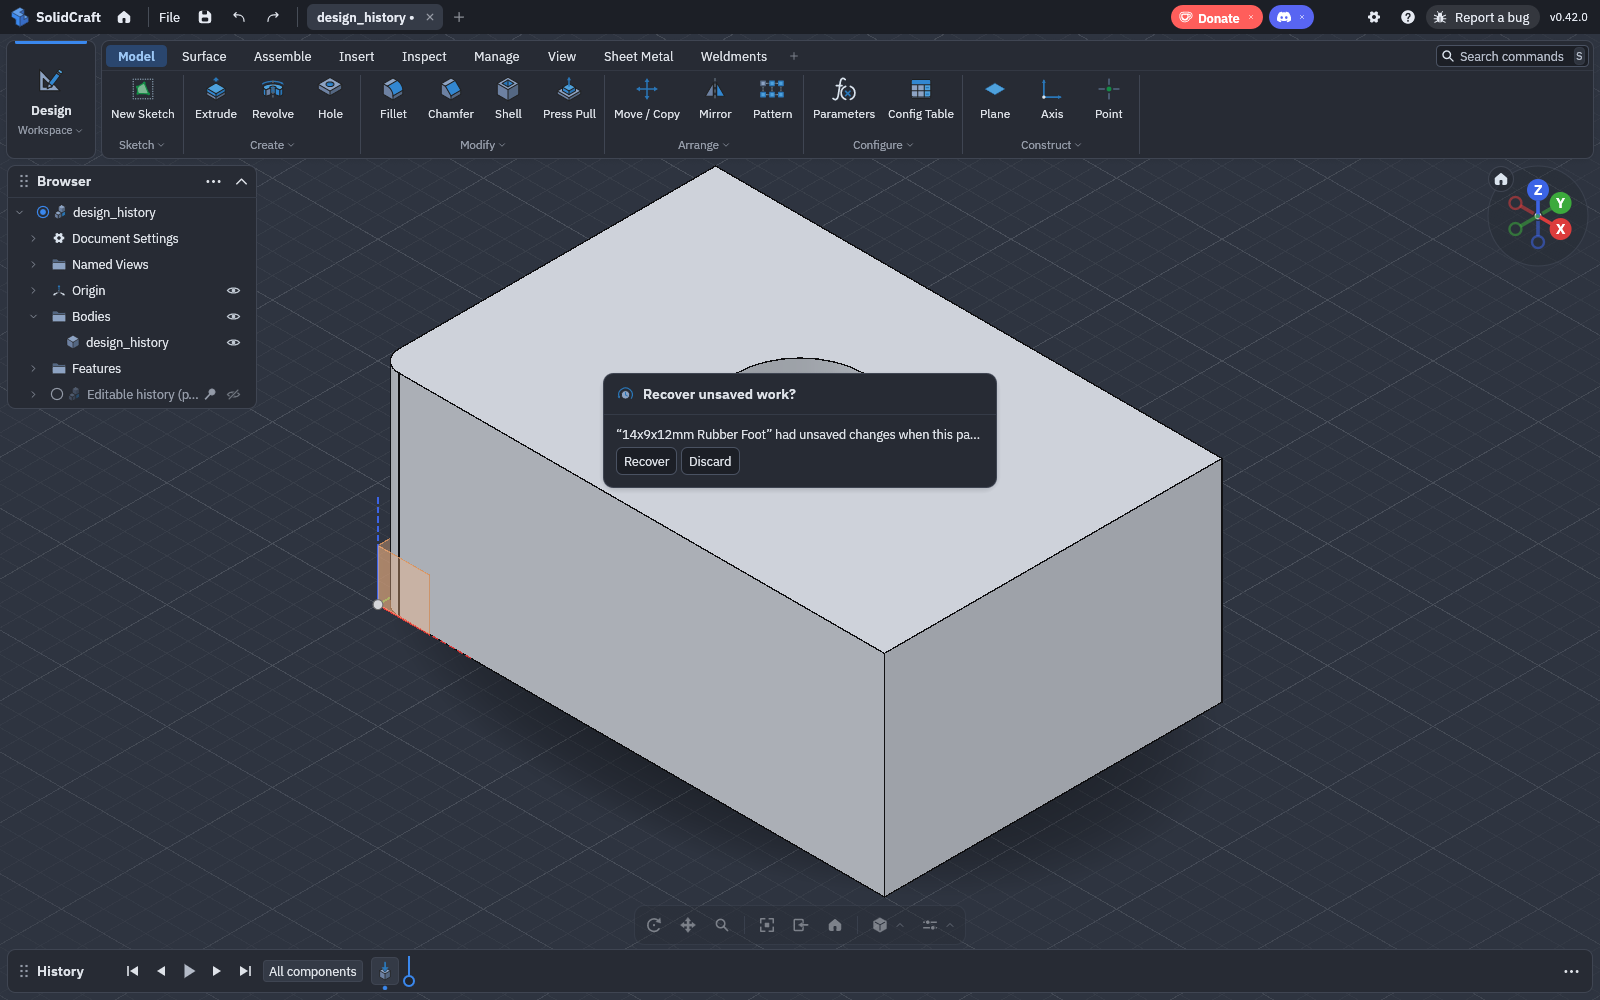 SolidCraft
File
design_history •
Donate
Report a bug
v0.42.0
Design
Workspace
Model
Surface
Assemble
Insert
Inspect
Manage
View
Sheet Metal
Weldments
Search commands
S
New Sketch
Extrude
Revolve
Hole
Fillet
Chamfer
Shell
Press Pull
Move / Copy
Mirror
Pattern
Parameters
Config Table
Plane
Axis
Point
Sketch
Create
Modify
Arrange
Configure
Construct
Browser
design_history
Document Settings
Named Views
Origin
Bodies
design_history
Features
Editable history (p...
Z
Y
X
Recover unsaved work?
“14x9x12mm Rubber Foot” had unsaved changes when this pa...
Recover
Discard
History
All components